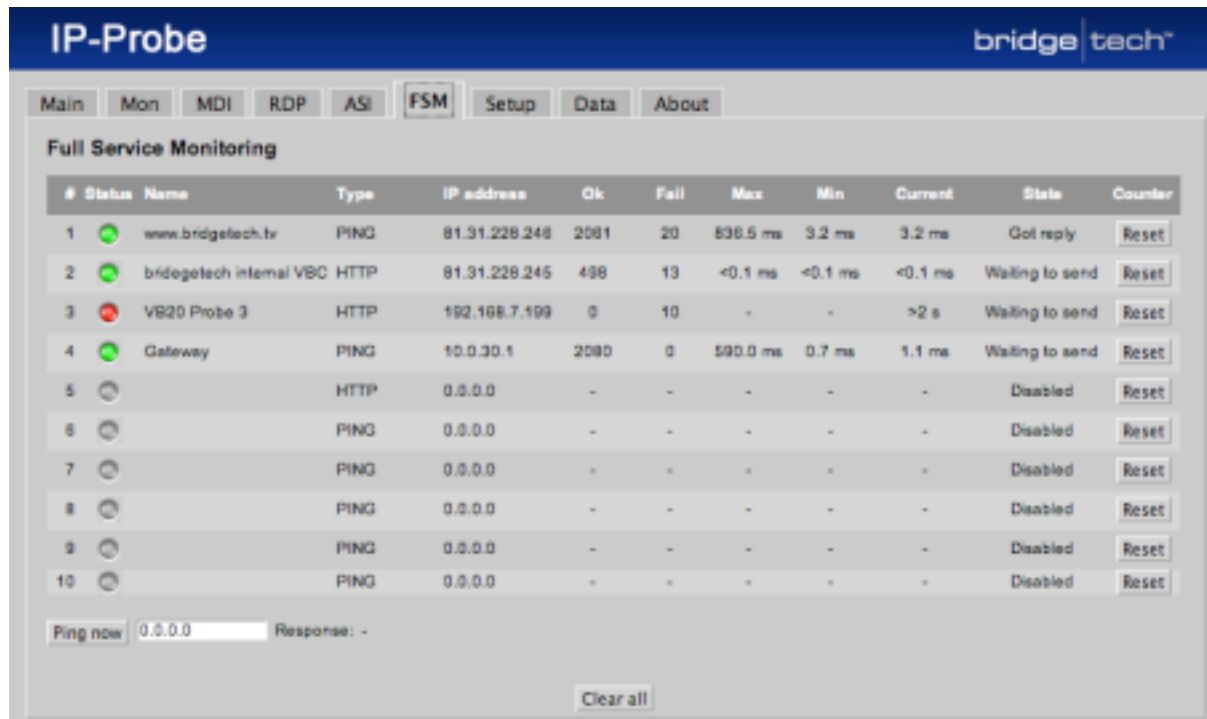 IP-Probe bridge tech™
Main Mon MDI RDP ASI FSM Setup Data About
Full Service Monitoring
# Status Name Type IP address Ok Fail Max Min Current State Counter
1 www.bridgetech.tv PING 81.31.228.246 2061 20 836.5 ms 3.2 ms 3.2 ms Got reply Reset
2 bridegetech internal VBC HTTP 81.31.228.245 498 13 <0.1 ms <0.1 ms <0.1 ms Waiting to send Reset
3 VB20 Probe 3 HTTP 192.168.7.199 0 10 - - >2 s Waiting to send Reset
4 Gateway PING 10.0.30.1 2080 0 590.0 ms 0.7 ms 1.1 ms Waiting to send Reset
5 HTTP 0.0.0.0 - - - - - Disabled Reset
6 PING 0.0.0.0 - - - - - Disabled Reset
7 PING 0.0.0.0 - - - - - Disabled Reset
8 PING 0.0.0.0 - - - - - Disabled Reset
9 PING 0.0.0.0 - - - - - Disabled Reset
10 PING 0.0.0.0 - - - - - Disabled Reset
Ping now 0.0.0.0 Response: -
Clear all